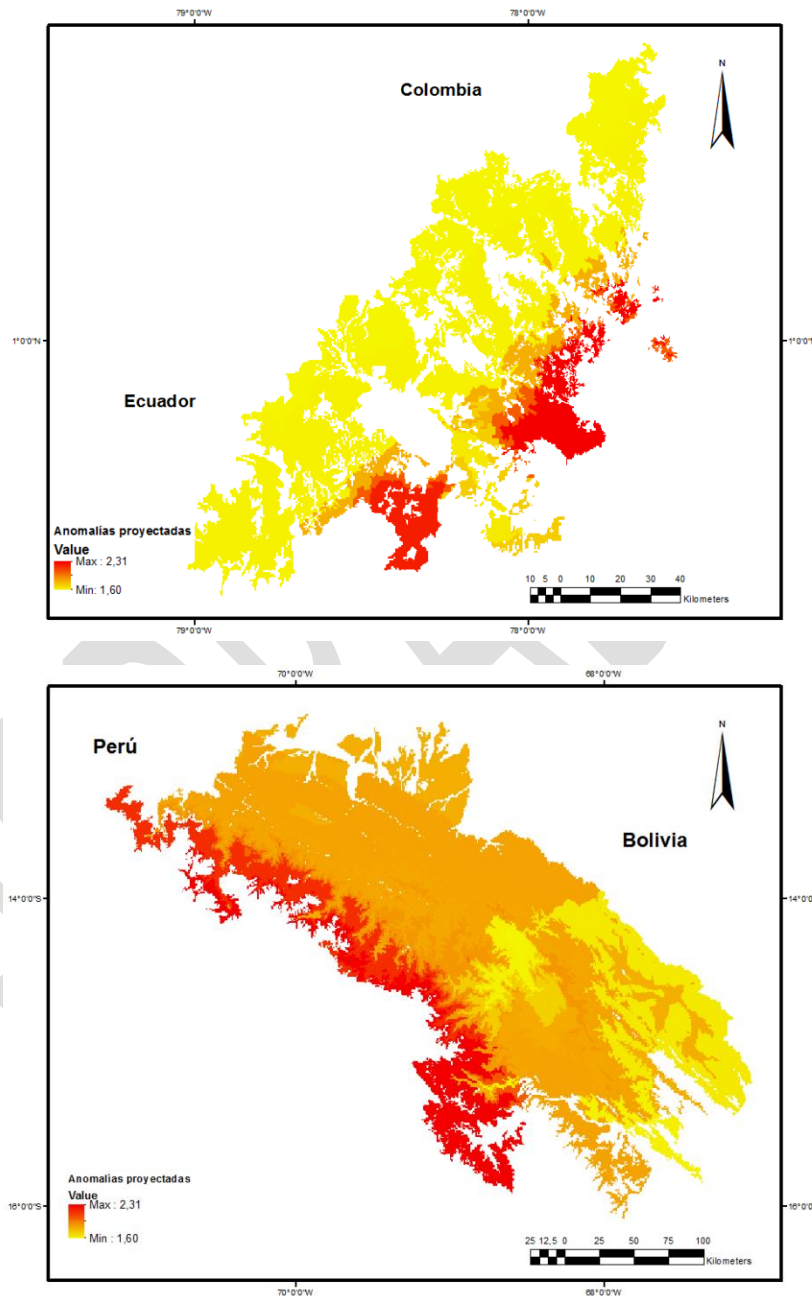 79°0'0"W 78°0'0"W
N
Colombia
1°0'0"N 1°0'0"N
Ecuador
Anomalías proyectadas
Value
Max : 2,31
Min: 1,60
10 5 0 10 20 30 40
Kilometers
79°0'0"W 78°0'0"W
70°0'0"W 68°0'0"W
N
Perú
Bolivia
14°0'0"S 14°0'0"S
Anomalías proyectadas
Value
Max : 2,31
Min : 1,60
16°0'0"S 16°0'0"S
25 12,5 0 25 50 75 100
Kilometers
70°0'0"W 68°0'0"W